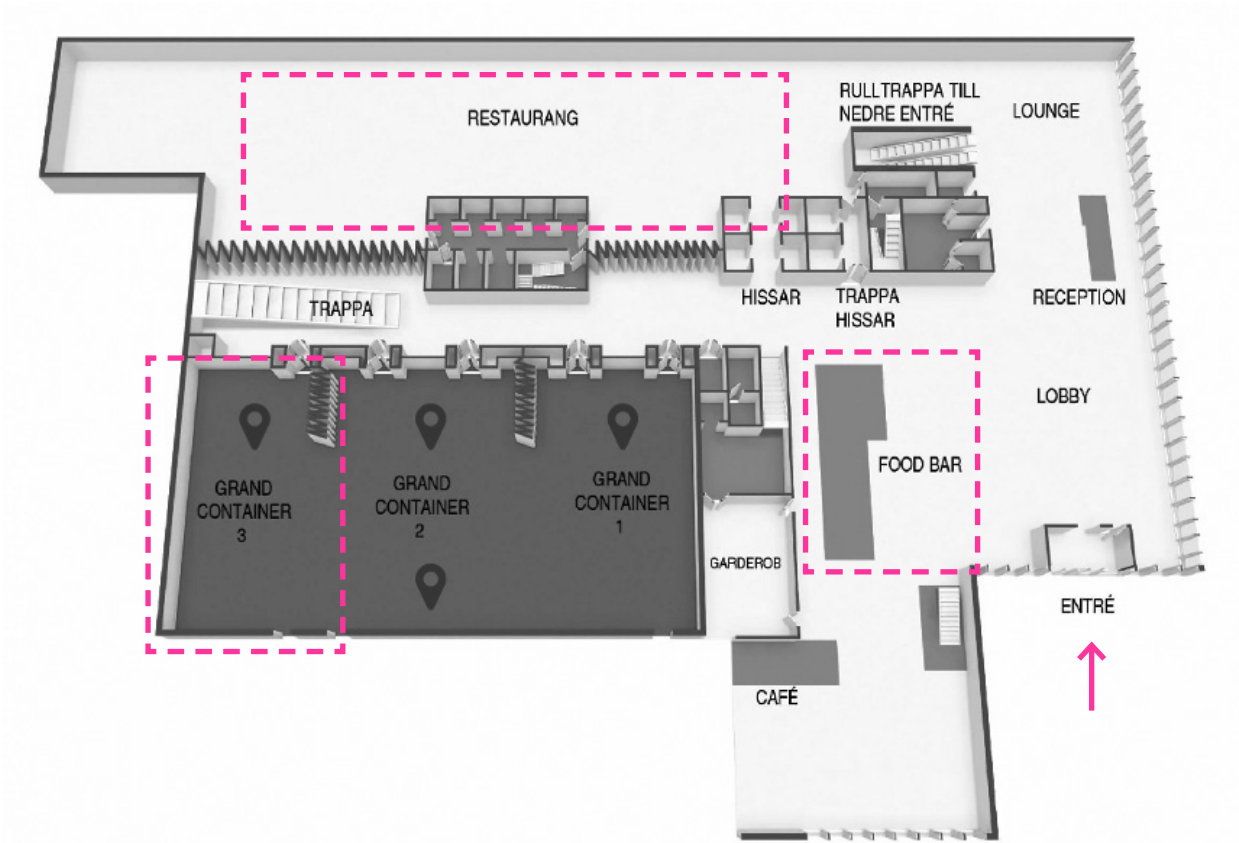 RULLTRAPPA TILL
NEDRE ENTRÉ
LOUNGE
RESTAURANG
HISSAR
TRAPPA
HISSAR
RECEPTION
TRAPPA
LOBBY
FOOD BAR
GRAND
CONTAINER
3
GRAND
CONTAINER
2
GRAND
CONTAINER
1
GARDEROB
ENTRÉ
CAFÉ